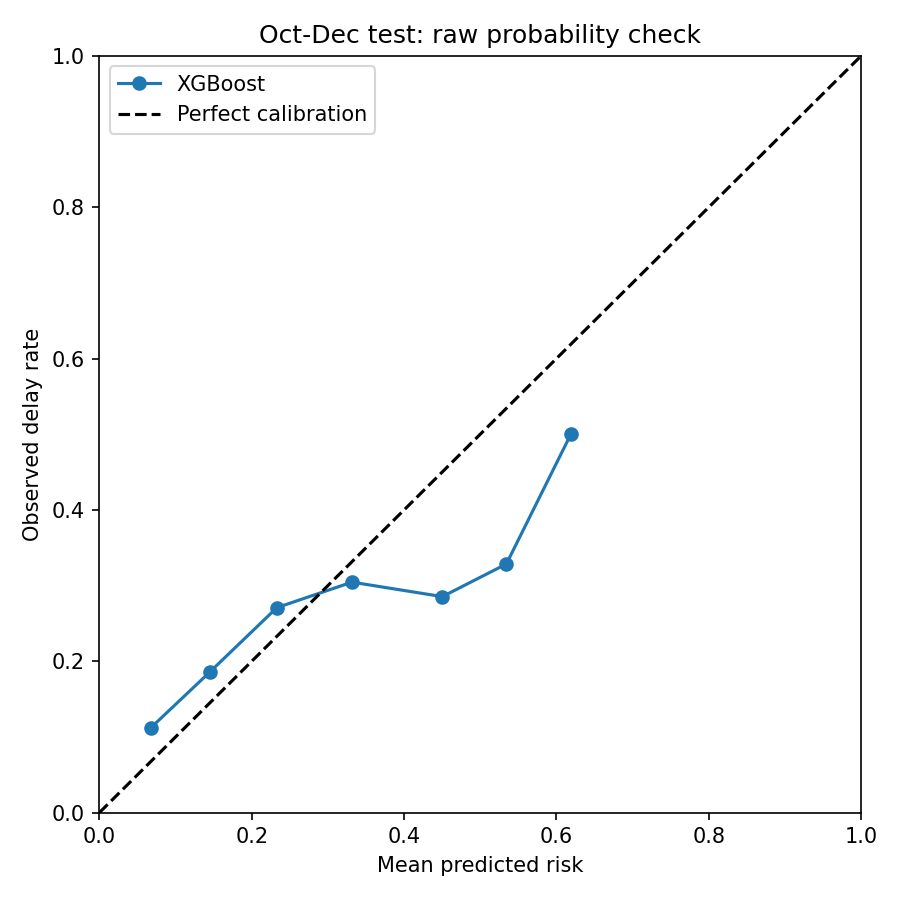 Oct-Dec test: raw probability check
XGBoost
Perfect calibration
1.0
0.8
0.6
0.4
0.2
0.0
Observed delay rate
0.0 0.2 0.4 0.6 0.8 1.0
Mean predicted risk